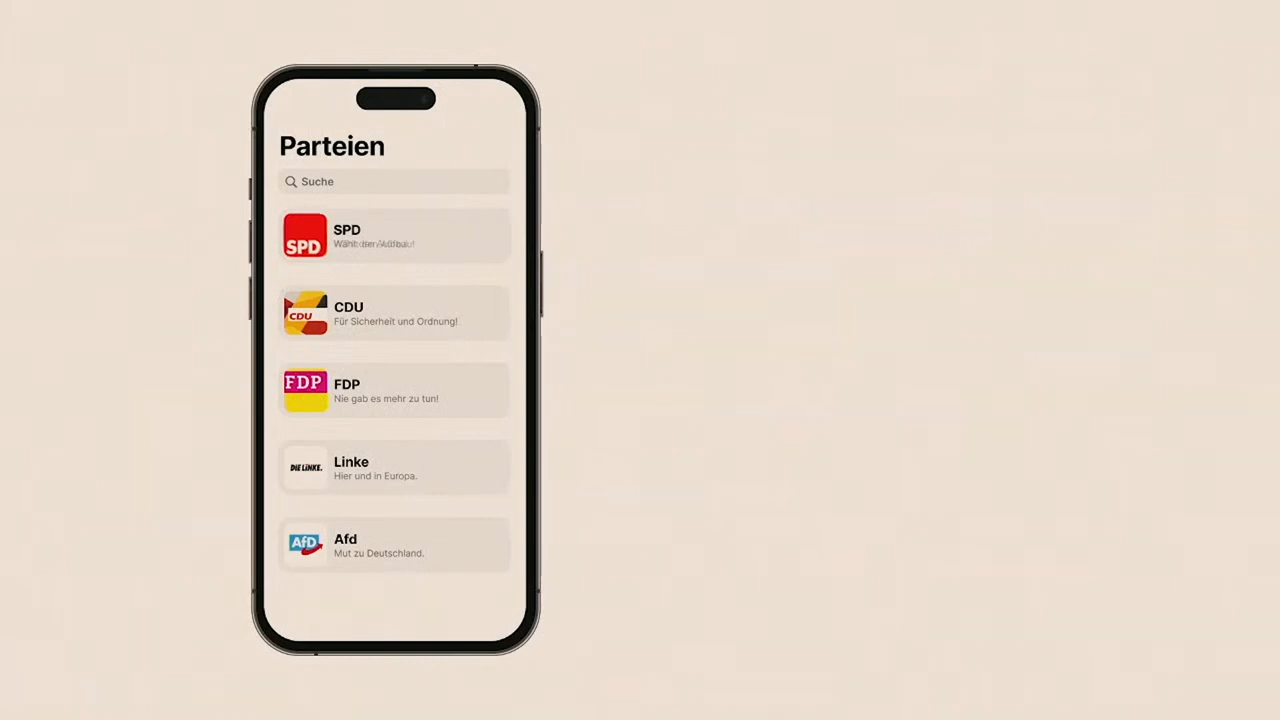 Parteien
Suche
SPD
SPD
CDU
CDU
Für Sicherheit und Ordnung!
FDP
FDP
Nie gab es mehr zu tun!
DIE LINKE.
Linke
Hier und in Europa.
AfD
Afd
Mut zu Deutschland.